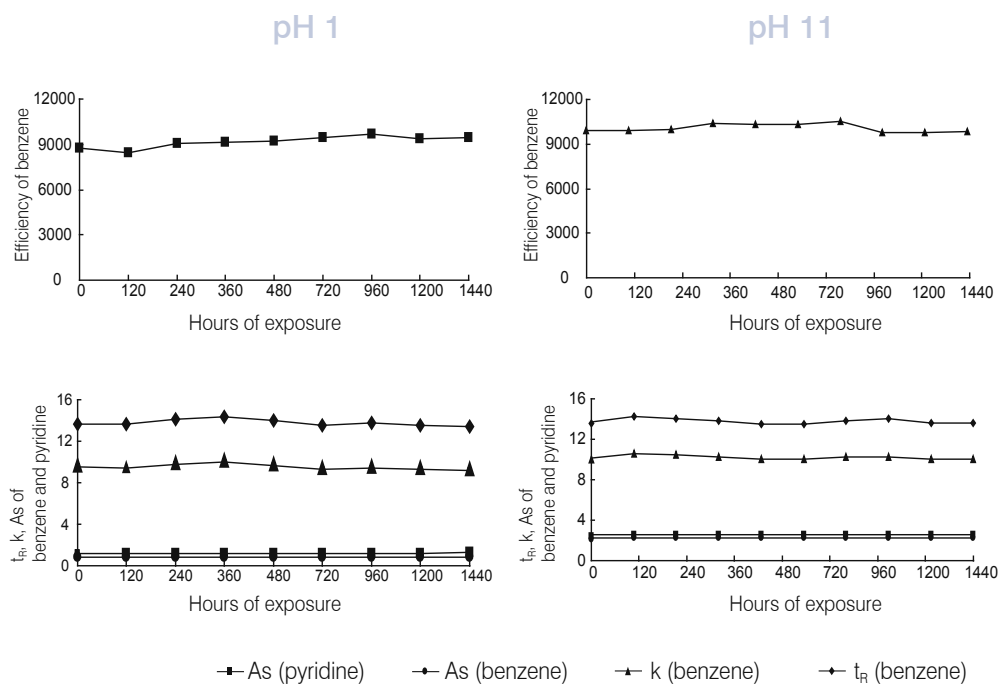 pH 1
pH 11
Efficiency of benzene
12000
9000
6000
3000
0
0 120 240 360 480 720 960 1200 1440
Hours of exposure
Efficiency of benzene
12000
9000
6000
3000
0
0 120 240 360 480 600 720 840 960 1200 1440
Hours of exposure
tR, k, As of
benzene and pyridine
16
12
8
4
0
0 120 240 360 480 720 960 1200 1440
Hours of exposure
tR, k, As of
benzene and pyridine
16
12
8
4
0
0 120 240 360 480 720 960 1200 1440
Hours of exposure
As (pyridine) As (benzene) k (benzene) tR (benzene)